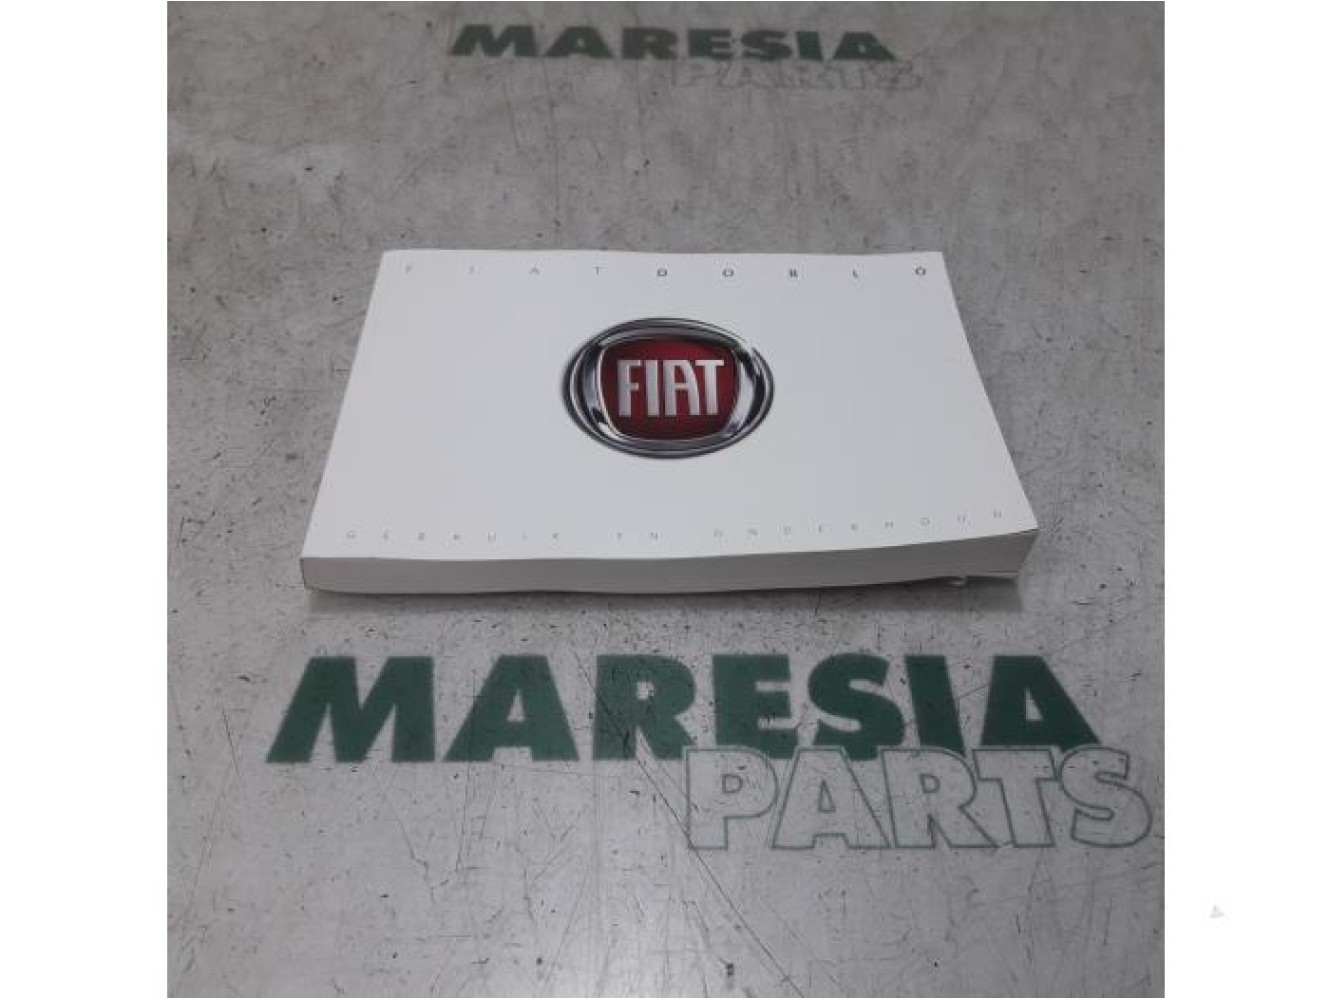 MARESIA
PARTS
FIAT DOBLÒ
FIAT
GEBRUIK EN ONDERHOUD
MARESIA
PARTS